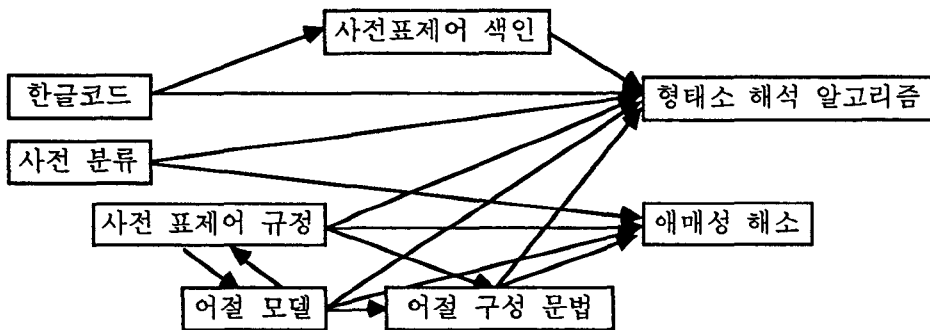 사전표제어 색인
한글코드
형태소 해석 알고리즘
사전 분류
사전 표제어 규정
애매성 해소
어절 모델
어절 구성 문법